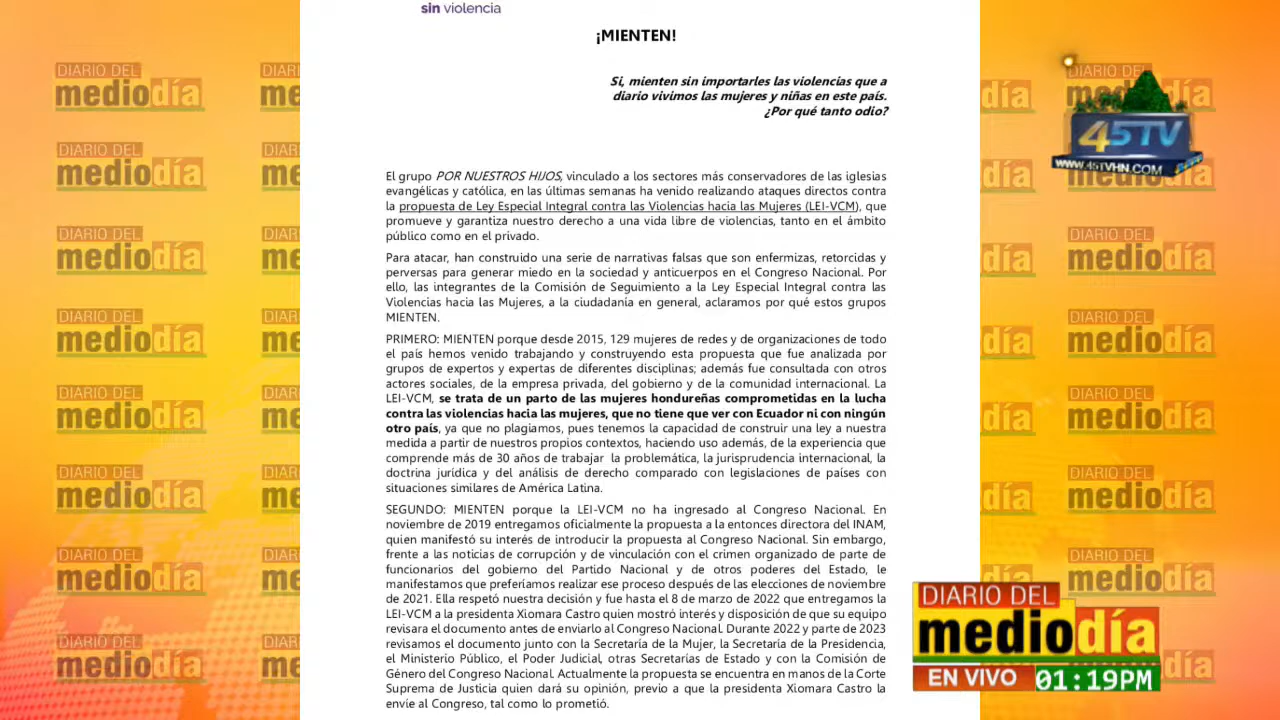 sin violencia
¡MIENTEN!
Si, mienten sin importarles las violencias que a
diario vivimos las mujeres y niñas en este país.
¿Por qué tanto odio?
El grupo POR NUESTROS HIJOS, vinculado a los sectores más conservadores de las iglesias
evangélicas y católica, en las últimas semanas ha venido realizando ataques directos contra
la propuesta de Ley Especial Integral contra las Violencias hacia las Mujeres (LEI-VCM), que
promueve y garantiza nuestro derecho a una vida libre de violencias, tanto en el ámbito
público como en el privado.
Para atacar, han construido una serie de narrativas falsas que son enfermizas, retorcidas y
perversas para generar miedo en la sociedad y anticuerpos en el Congreso Nacional. Por
ello, las integrantes de la Comisión de Seguimiento a la Ley Especial Integral contra las
Violencias hacia las Mujeres, a la ciudadanía en general, aclaramos por qué estos grupos
MIENTEN.
PRIMERO: MIENTEN porque desde 2015, 129 mujeres de redes y de organizaciones de todo
el país hemos venido trabajando y construyendo esta propuesta que fue analizada por
grupos de expertos y expertas de diferentes disciplinas; además fue consultada con otros
actores sociales, de la empresa privada, del gobierno y de la comunidad internacional. La
LEI-VCM, se trata de un parto de las mujeres hondureñas comprometidas en la lucha
contra las violencias hacia las mujeres, que no tiene que ver con Ecuador ni con ningún
otro país, ya que no plagiamos, pues tenemos la capacidad de construir una ley a nuestra
medida a partir de nuestros propios contextos, haciendo uso además, de la experiencia que
comprende más de 30 años de trabajar la problemática, la jurisprudencia internacional, la
doctrina jurídica y del análisis de derecho comparado con legislaciones de países con
situaciones similares de América Latina.
SEGUNDO: MIENTEN porque la LEI-VCM no ha ingresado al Congreso Nacional. En
noviembre de 2019 entregamos oficialmente la propuesta a la entonces directora del INAM,
quien manifestó su interés de introducir la propuesta al Congreso Nacional. Sin embargo,
frente a las noticias de corrupción y de vinculación con el crimen organizado de parte de
funcionarios del gobierno del Partido Nacional y de otros poderes del Estado, le
manifestamos que preferíamos realizar ese proceso después de las elecciones de noviembre
de 2021. Ella respetó nuestra decisión y fue hasta el 8 de marzo de 2022 que entregamos la
LEI-VCM a la presidenta Xiomara Castro quien mostró interés y disposición de que su equipo
revisara el documento antes de enviarlo al Congreso Nacional. Durante 2022 y parte de 2023
revisamos el documento junto con la Secretaría de la Mujer, la Secretaría de la Presidencia,
el Ministerio Público, el Poder Judicial, otras Secretarías de Estado y con la Comisión de
Género del Congreso Nacional. Actualmente la propuesta se encuentra en manos de la Corte
Suprema de Justicia quien dará su opinión, previo a que la presidenta Xiomara Castro la
envíe al Congreso, tal como lo prometió.
45TV
WWW.45TVHN.COM
DIARIO DEL
mediodía
EN VIVO 01:19PM